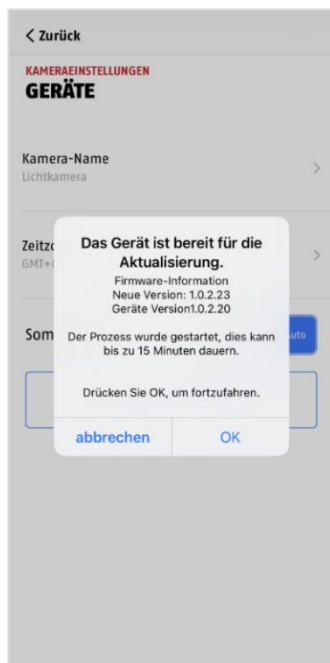 < Zurück
KAMERAEINSTELLUNGEN
GERÄTE
Kamera-Name
Lichtkamera
Das Gerät ist bereit für die
Aktualisierung.
Firmware-Information
Neue Version: 1.0.2.23
Geräte Version1.0.2.20
Der Prozess wurde gestartet, dies kann
bis zu 15 Minuten dauern.
Drücken Sie OK, um fortzufahren.
abbrechen
OK